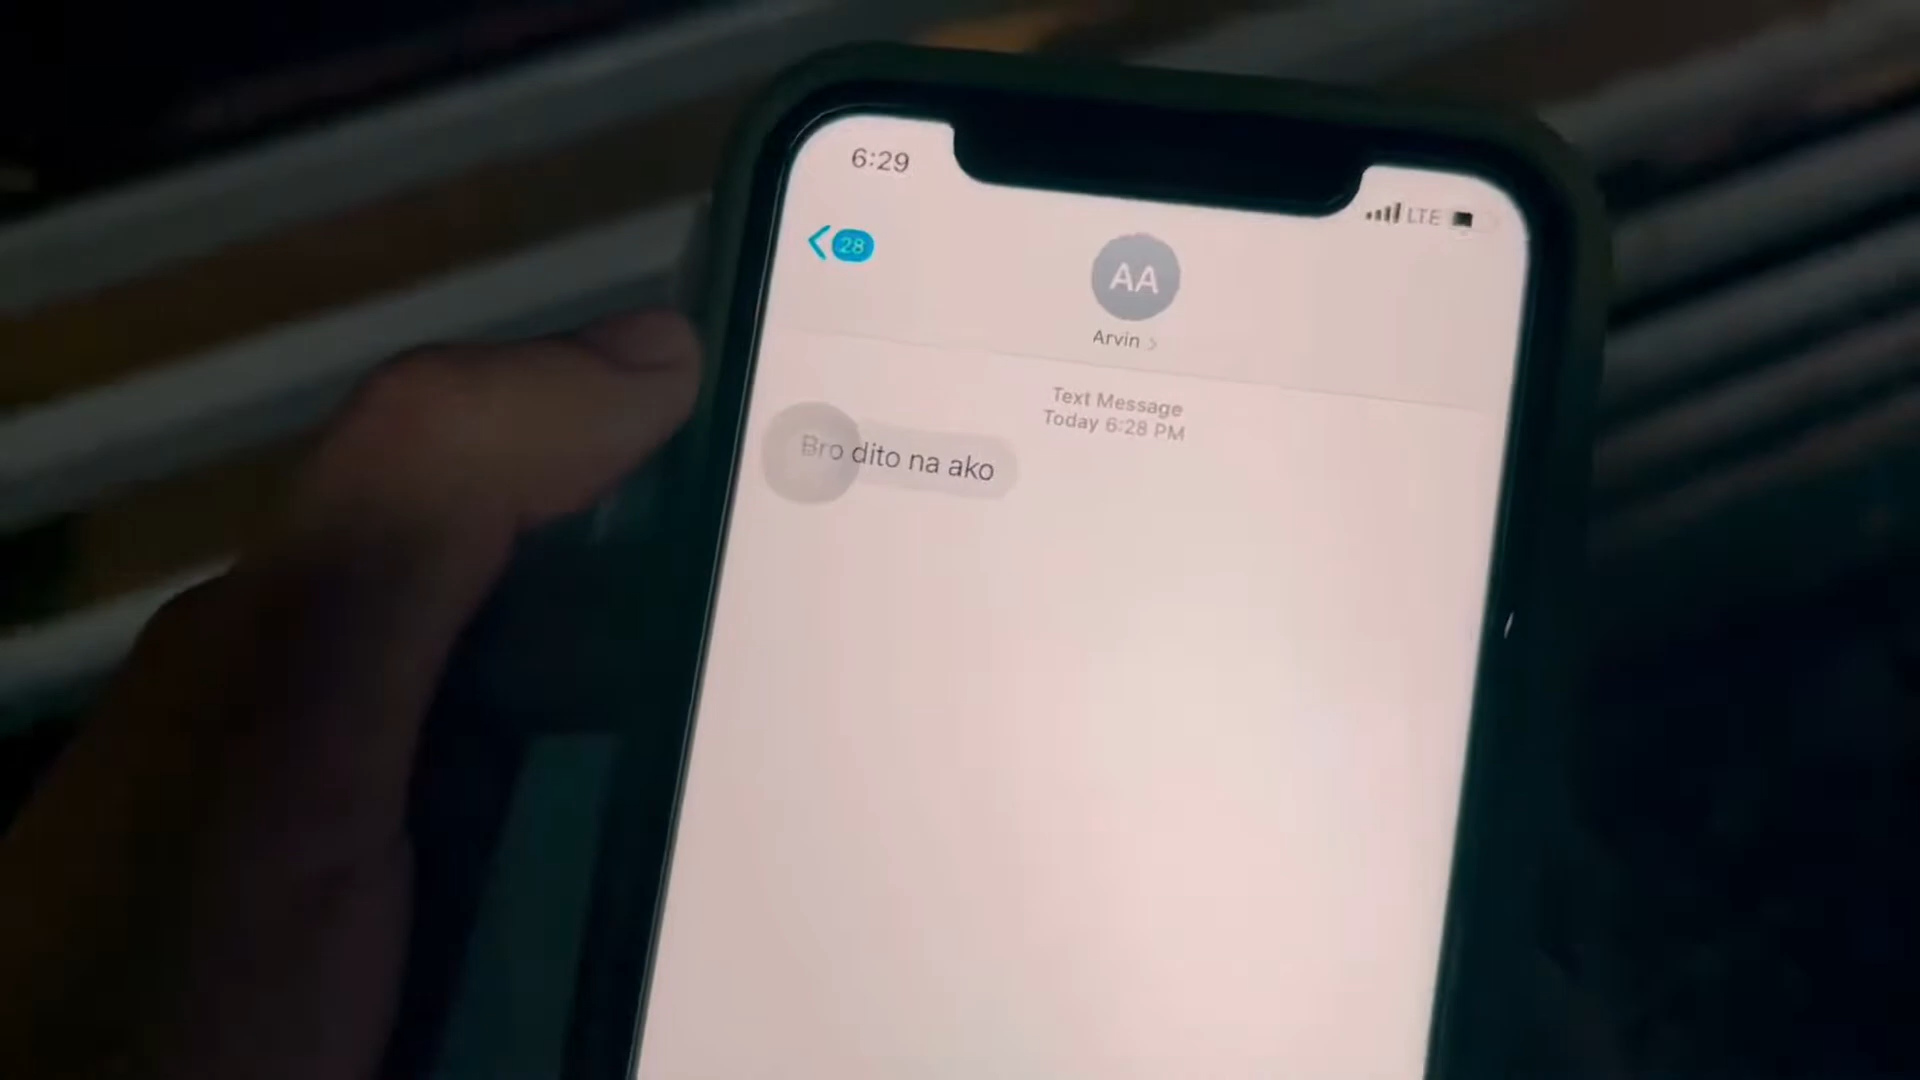 6:29
LTE
28
AA
Arvin
Text Message
Today 6:28 PM
Bro dito na ako